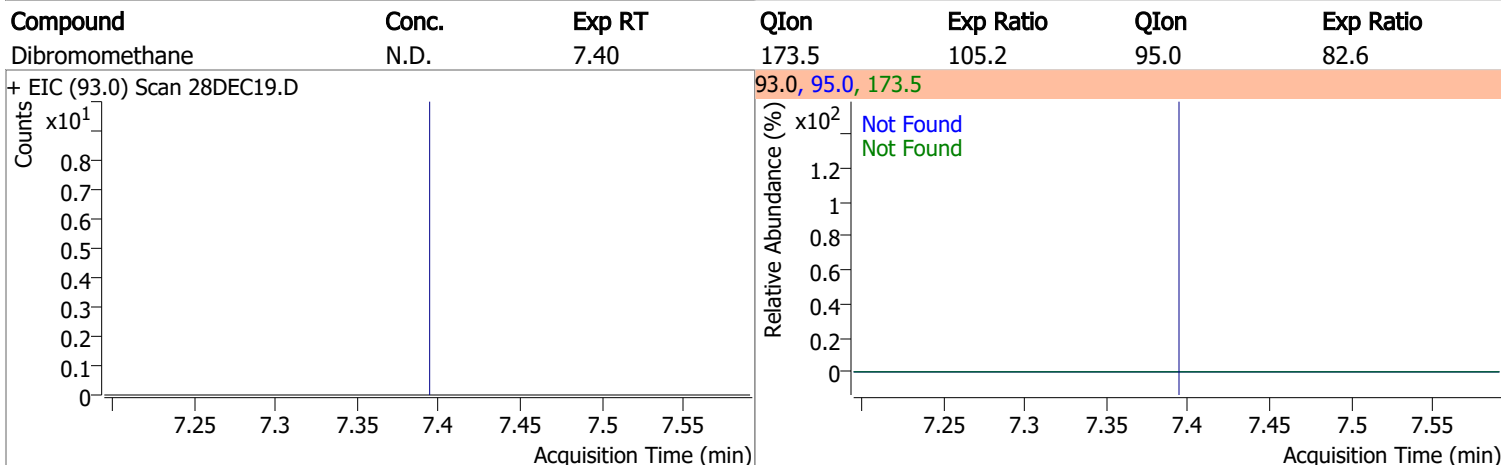 Compound Conc. Exp RT QIon Exp Ratio QIon Exp Ratio
Dibromomethane N.D. 7.40 173.5 105.2 95.0 82.6
+ EIC (93.0) Scan 28DEC19.D
Counts
x10¹
0.8
0.7
0.6
0.5
0.4
0.3
0.2
0.1
0
7.25 7.3 7.35 7.4 7.45 7.5 7.55
Acquisition Time (min)
93.0, 95.0, 173.5
Relative Abundance (%)
x10²
Not Found
Not Found
1.2
1
0.8
0.6
0.4
0.2
0
7.25 7.3 7.35 7.4 7.45 7.5 7.55
Acquisition Time (min)